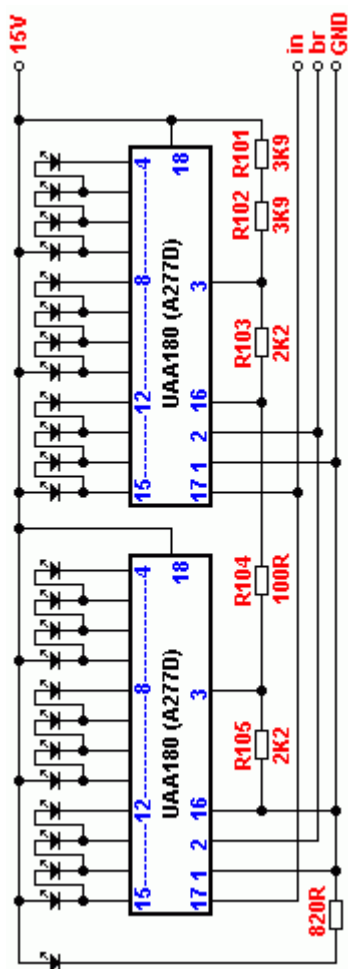 15V
in
br
GND
4
18
R101
3K9
R102
3K9
8
3
R103
2K2
UAA180 (A277D)
12
16
2
1
15
17
R104
100R
4
18
8
3
R105
2K2
UAA180 (A277D)
12
16
2
1
15
17
820R